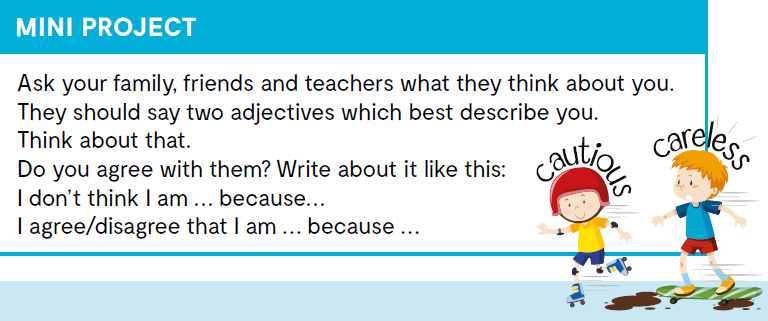 MINI PROJECT
Ask your family, friends and teachers what they think about you.
They should say two adjectives which best describe you.
Think about that.
Do you agree with them? Write about it like this:
I don't think I am ... because...
I agree/disagree that I am ... because ...
cautious
careless